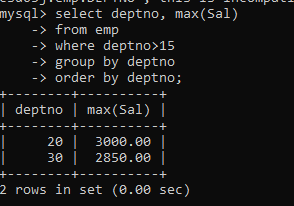 mysql> select deptno, max(Sal)
-> from emp
-> where deptno>15
-> group by deptno
-> order by deptno;
+--------+----------+
| deptno | max(Sal) |
+--------+----------+
| 20 | 3000.00 |
| 30 | 2850.00 |
+--------+----------+
2 rows in set (0.00 sec)